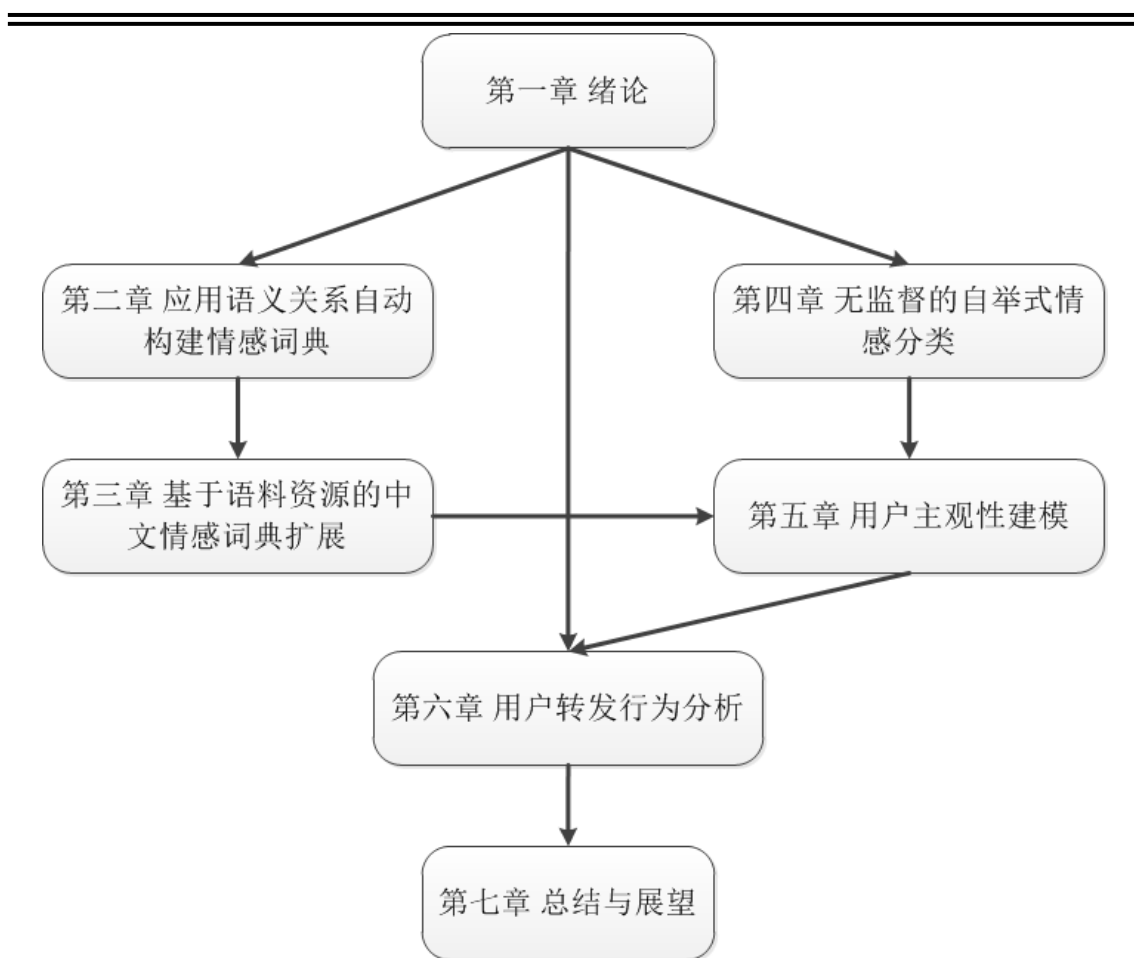 第一章 绪论
第二章 应用语义关系自动
构建情感词典
第四章 无监督的自举式情
感分类
第三章 基于语料资源的中
文情感词典扩展
第五章 用户主观性建模
第六章 用户转发行为分析
第七章 总结与展望